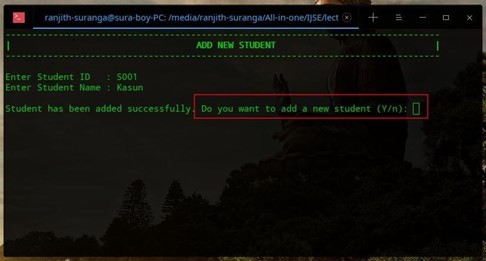 ranjith-suranga@sura-boy-PC: /media/ranjith-suranga/All-in-one/IJSE/lect
| ADD NEW STUDENT |
Enter Student ID : S001
Enter Student Name : Kasun
Student has been added successfully. Do you want to add a new student (Y/n):